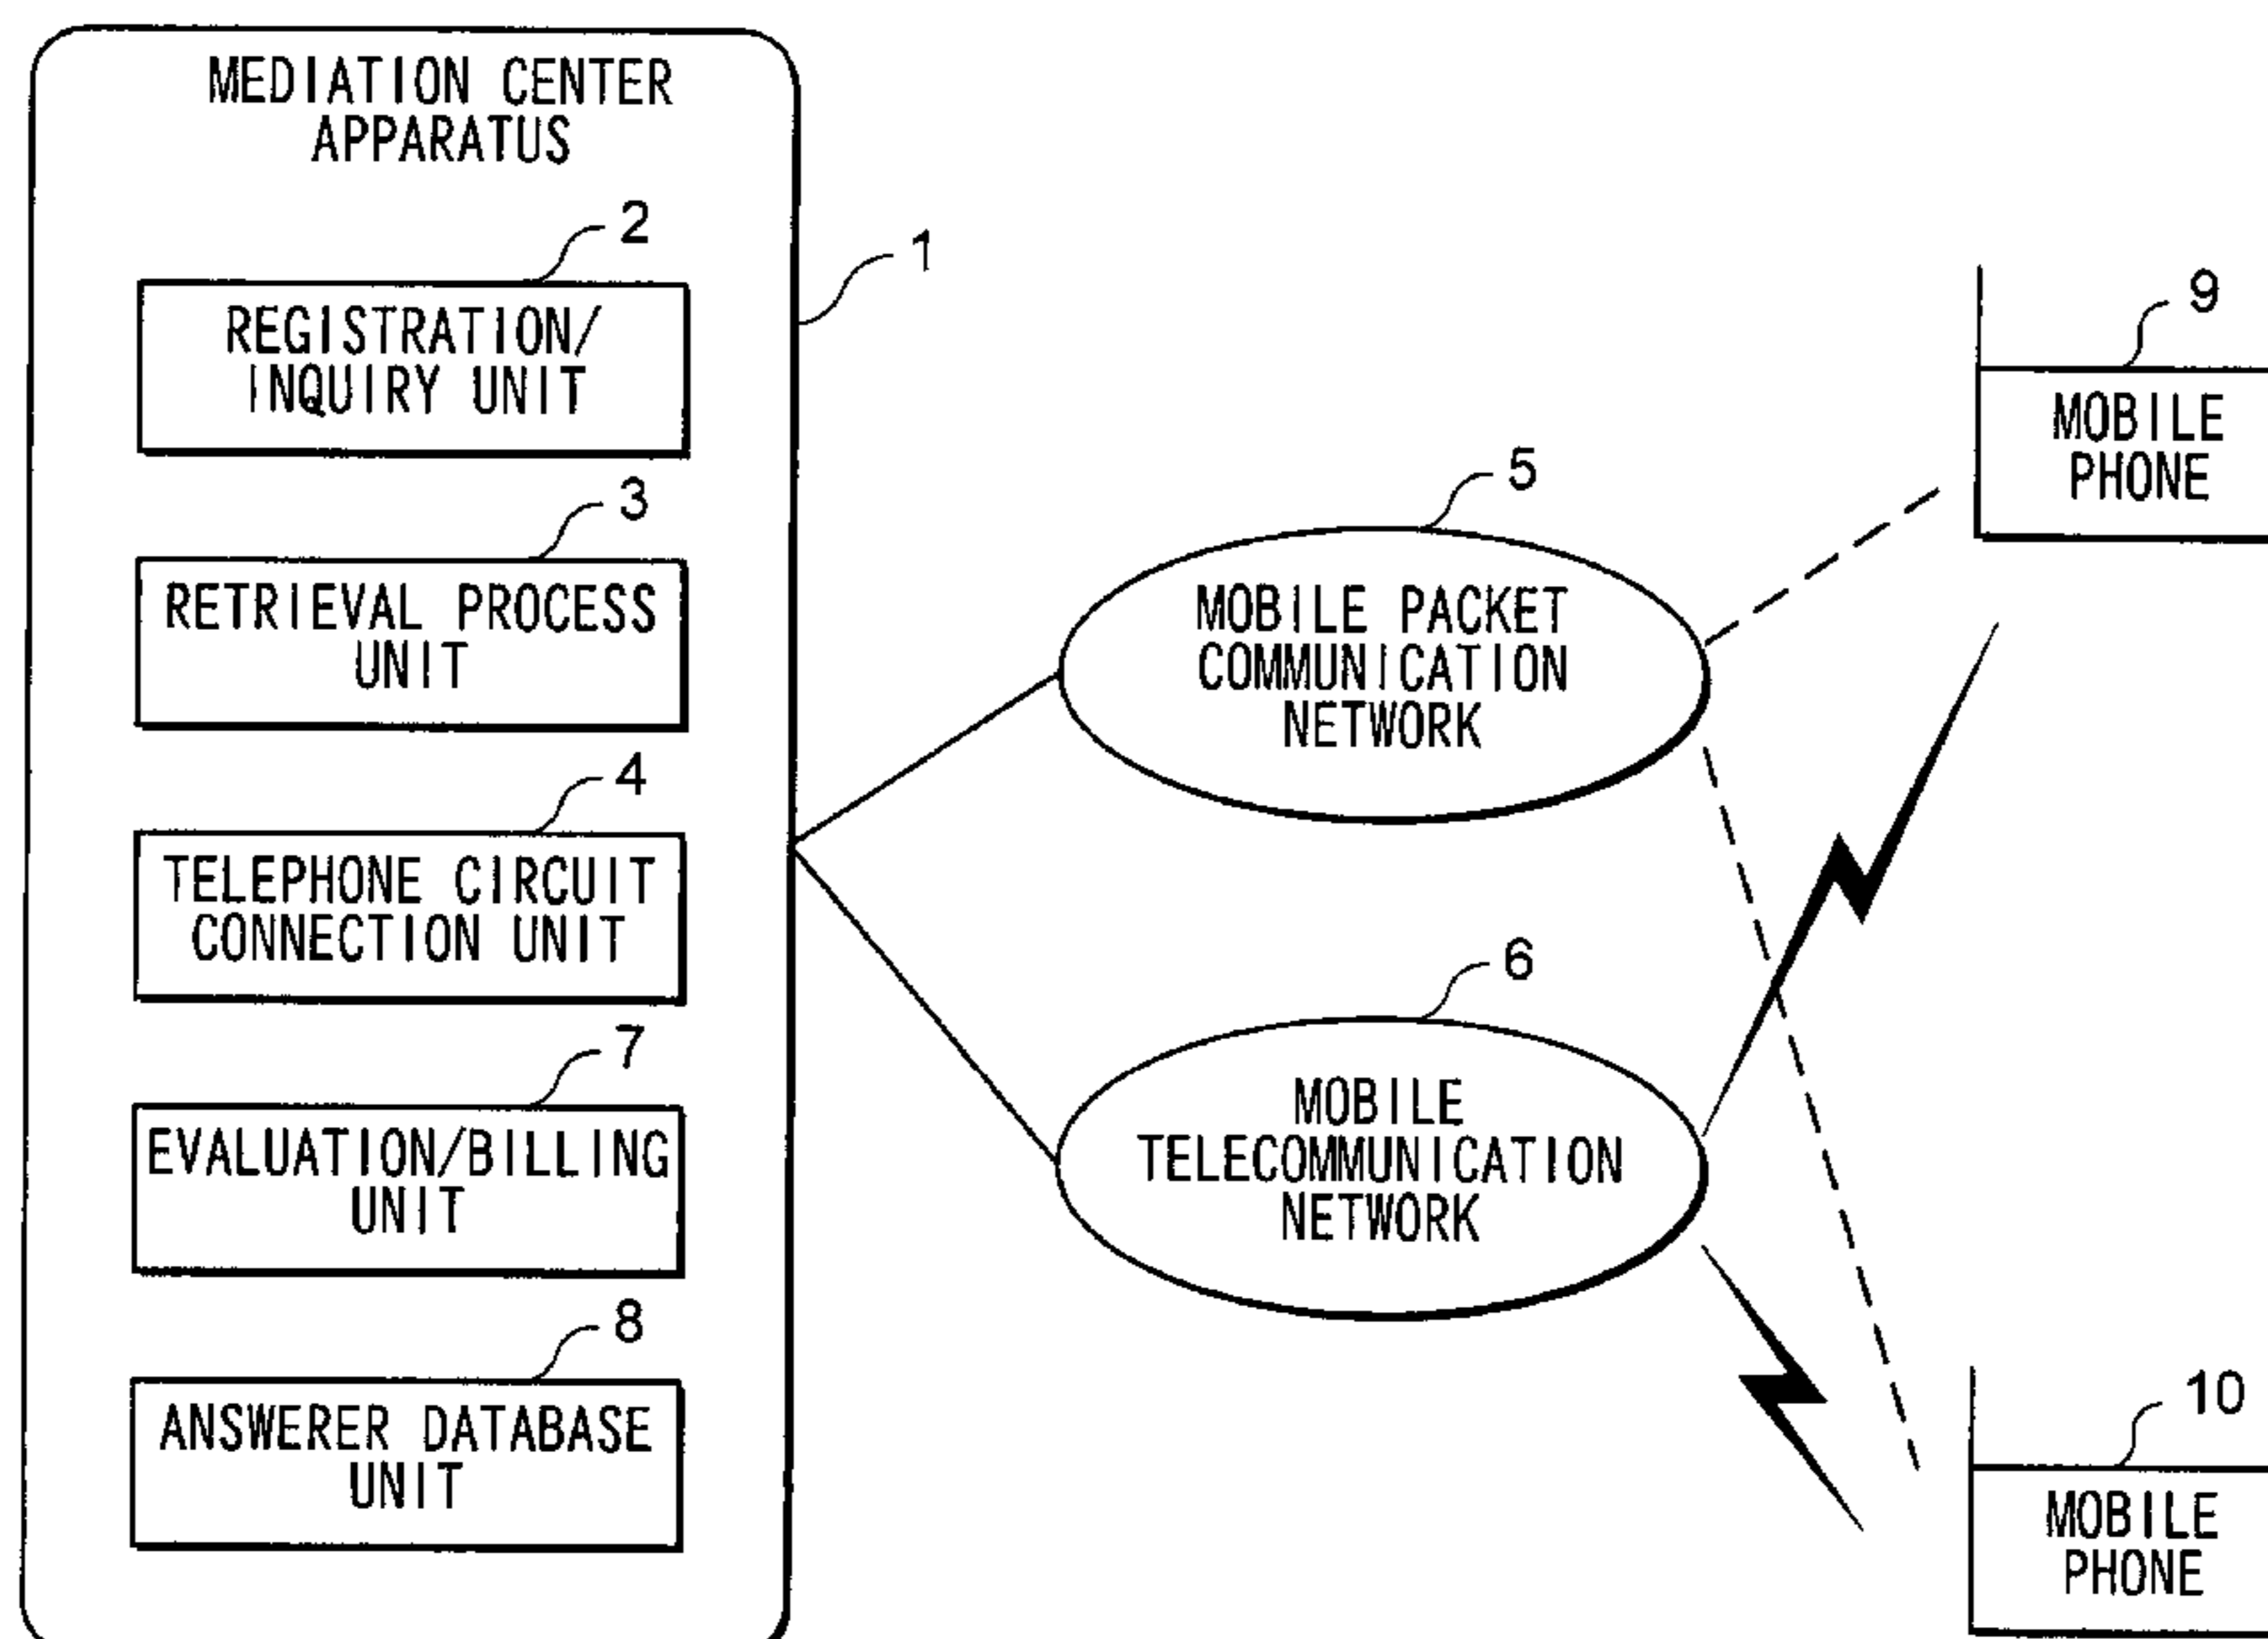 MEDIATION CENTER
APPARATUS
2
1
REGISTRATION/
INQUIRY UNIT
9
MOBILE
PHONE
3
5
RETRIEVAL PROCESS
UNIT
MOBILE PACKET
COMMUNICATION
NETWORK
4
TELEPHONE CIRCUIT
CONNECTION UNIT
6
7
MOBILE
TELECOMMUNICATION
NETWORK
EVALUATION/BILLING
UNIT
8
10
ANSWERER DATABASE
UNIT
MOBILE
PHONE